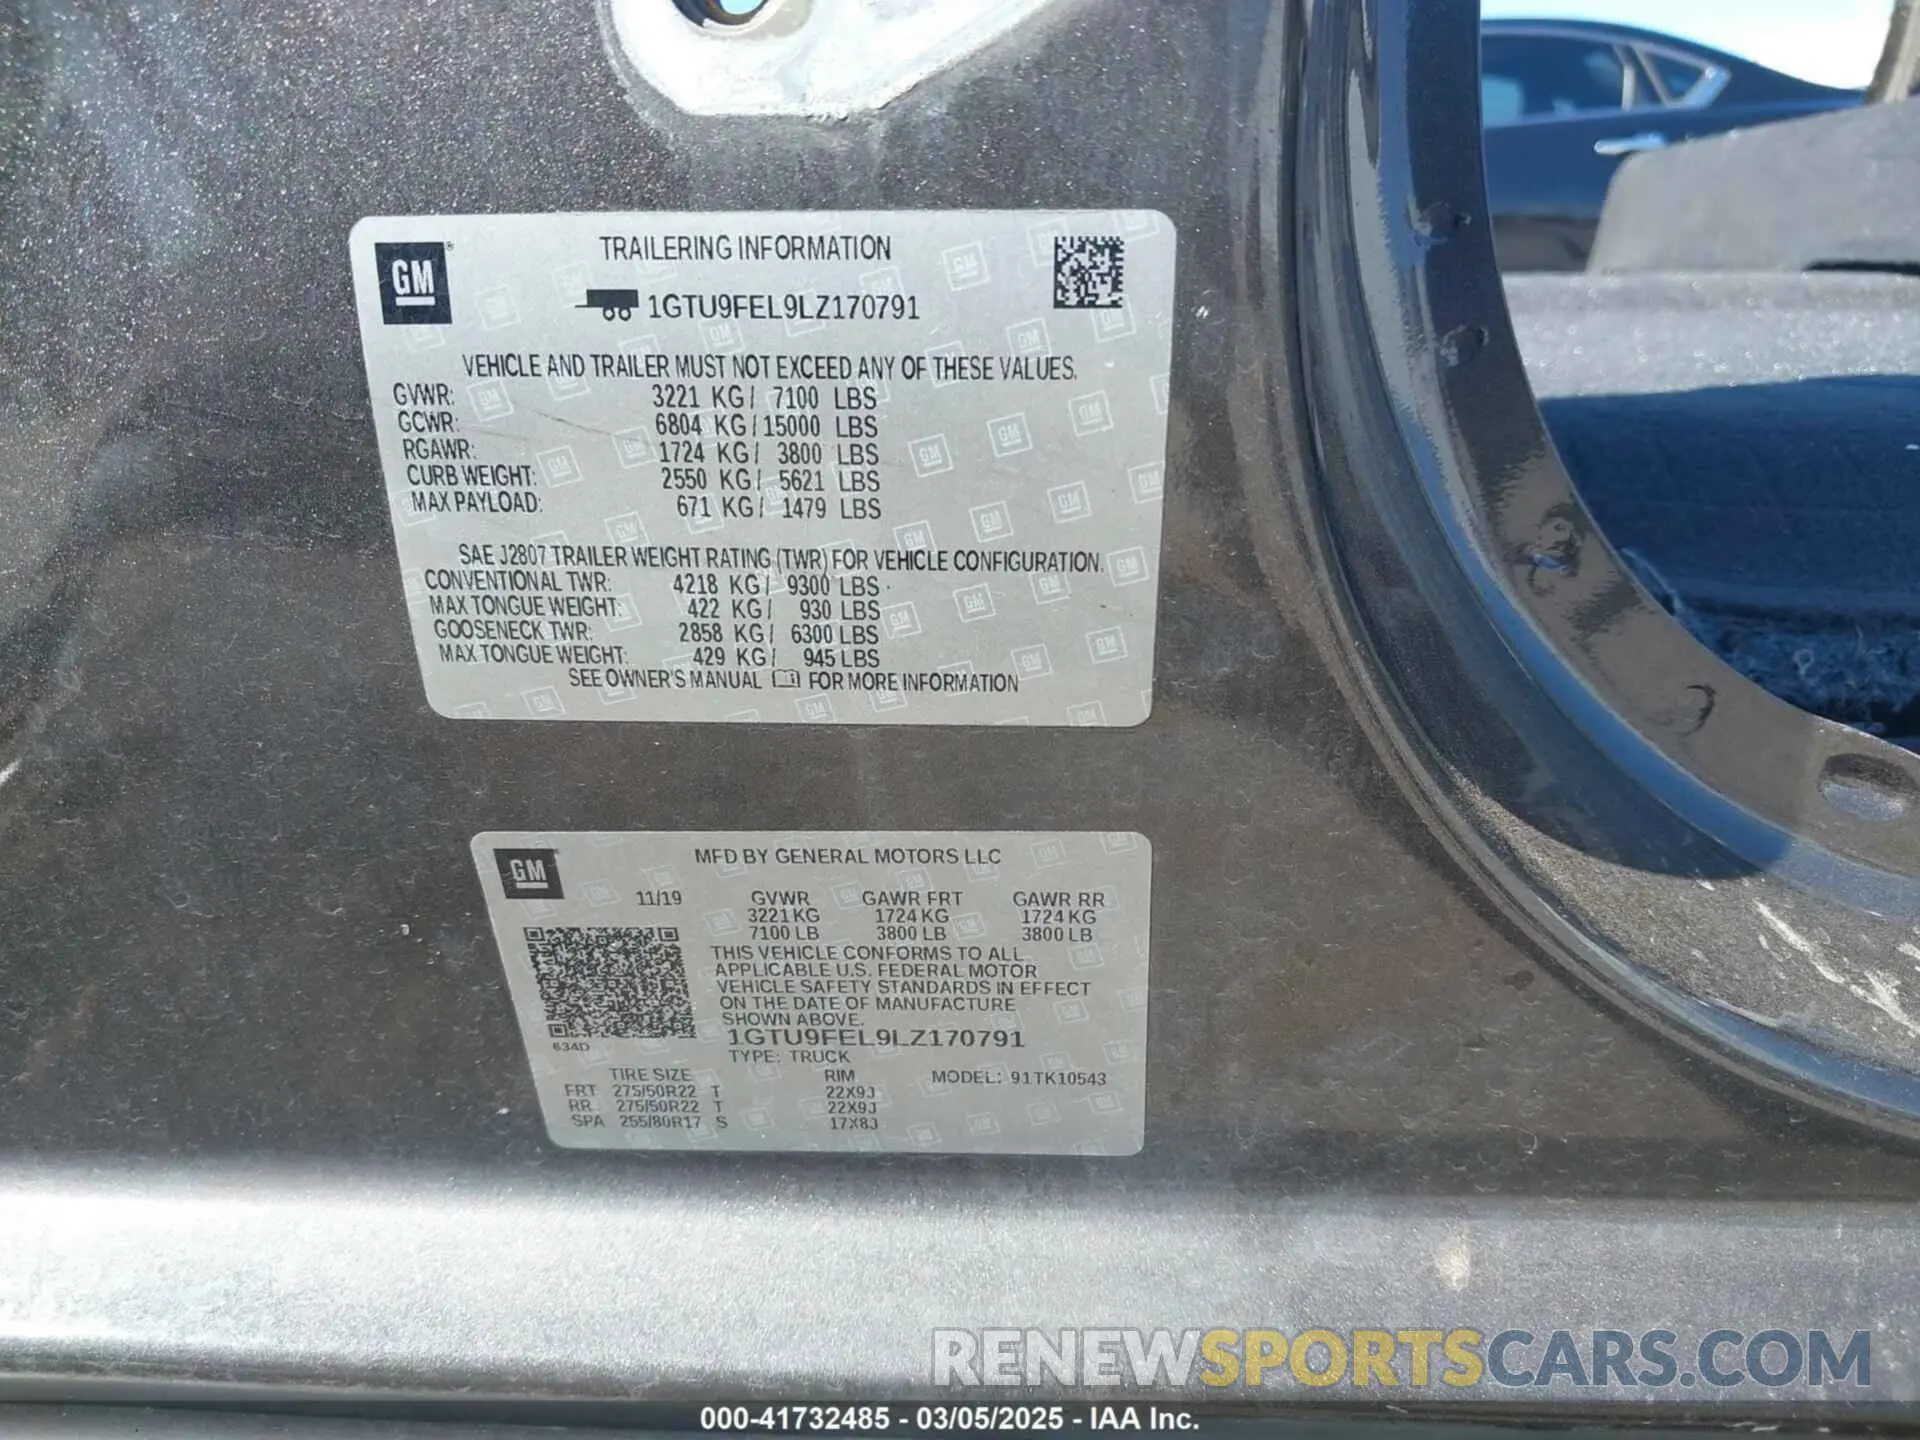 GM
TRAILERING INFORMATION
1GTU9FEL9LZ170791
VEHICLE AND TRAILER MUST NOT EXCEED ANY OF THESE VALUES.
GVWR: 3221 KG/ 7100 LBS
GCWR: 6804 KG/15000 LBS
RGAWR: 1724 KG/ 3800 LBS
CURB WEIGHT: 2550 KG/ 5621 LBS
MAX PAYLOAD: 671 KG/ 1479 LBS
SAE J2807 TRAILER WEIGHT RATING (TWR) FOR VEHICLE CONFIGURATION.
CONVENTIONAL TWR: 4218 KG/ 9300 LBS
MAX TONGUE WEIGHT: 422 KG/ 930 LBS
GOOSENECK TWR: 2858 KG/ 6300 LBS
MAX TONGUE WEIGHT: 429 KG/ 945 LBS
SEE OWNER'S MANUAL FOR MORE INFORMATION
GM
MFD BY GENERAL MOTORS LLC
11/19 GVWR GAWR FRT GAWR RR
3221 KG 1724 KG 1724 KG
7100 LB 3800 LB 3800 LB
THIS VEHICLE CONFORMS TO ALL
APPLICABLE U.S. FEDERAL MOTOR
VEHICLE SAFETY STANDARDS IN EFFECT
ON THE DATE OF MANUFACTURE
SHOWN ABOVE.
1GTU9FEL9LZ170791
634D
TYPE: TRUCK
TIRE SIZE RIM MODEL: 91TK10543
FRT 275/50R22 T 22X9J
RR 275/50R22 T 22X9J
SPA 255/80R17 S 17X8J
RENEWSPORTSCARS.COM
000-41732485 - 03/05/2025 - IAA Inc.